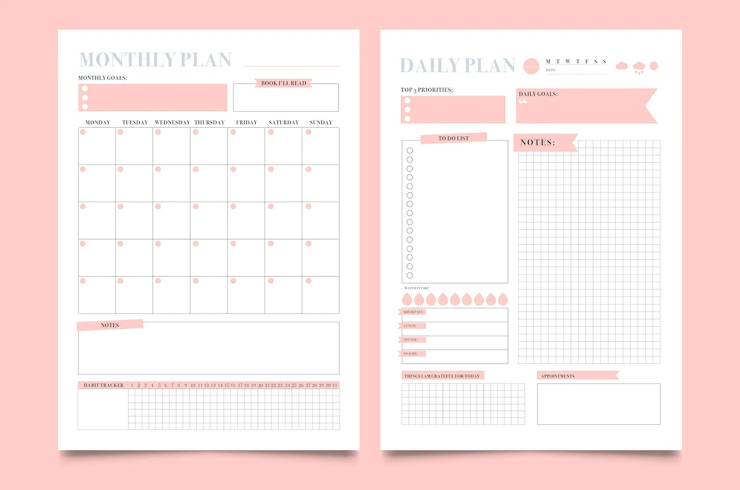 MONTHLY PLAN
MONTHLY GOALS:
BOOK I'LL READ
MONDAY TUESDAY WEDNESDAY THURSDAY FRIDAY SATURDAY SUNDAY
NOTES
HABIT TRACKER 1 2 3 4 5 6 7 8 9 10 11 12 13 14 15 16 17 18 19 20 21 22 23 24 25 26 27 28 29 30 31
DAILY PLAN
M T W T F S S
DATE
TOP 3 PRIORITIES:
DAILY GOALS:
TO DO LIST
NOTES:
WATER INTAKE
BREAKFAST
LUNCH
DINNER
SNACKS
THINGS I AM GRATEFUL FOR TODAY
APPOINTMENTS